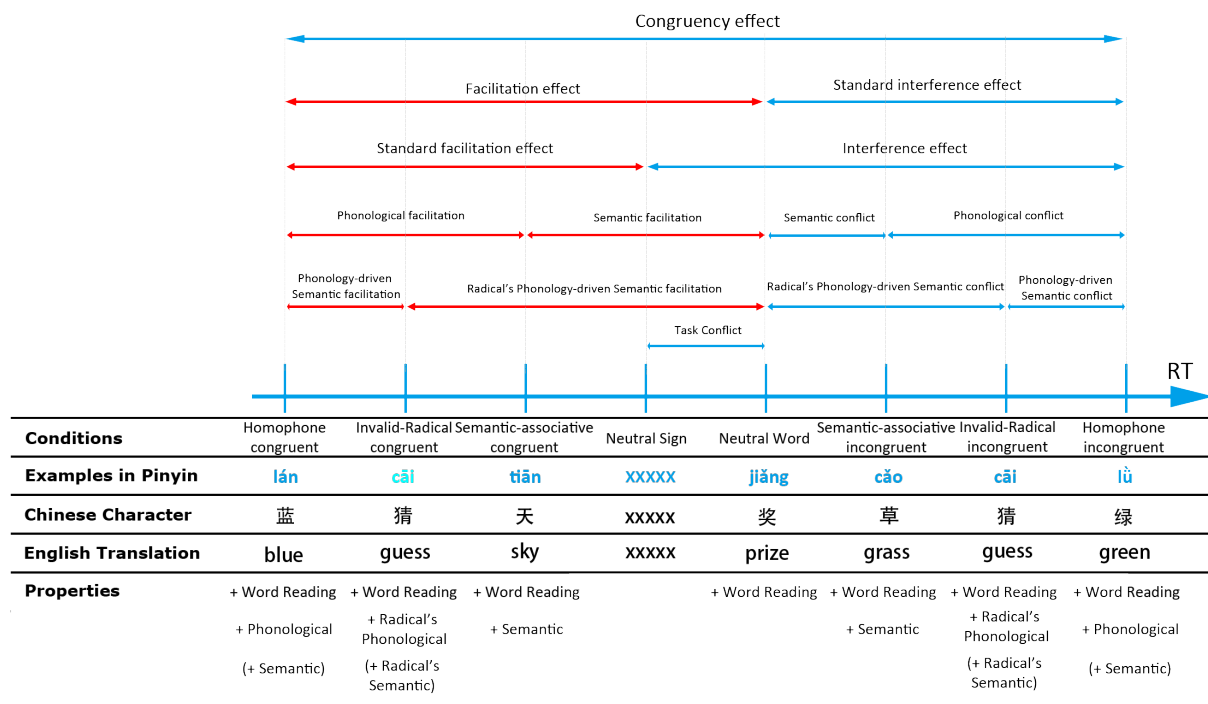 Congruency effect
Facilitation effect
Standard interference effect
Standard facilitation effect
Interference effect
Phonological facilitation
Semantic facilitation
Semantic conflict
Phonological conflict
Phonology-driven
Semantic facilitation
Radical's Phonology-driven Semantic facilitation
Radical's Phonology-driven Semantic conflict
Phonology-driven
Semantic conflict
Task Conflict
RT
Conditions
Homophone
congruent
Invalid-Radical
congruent
Semantic-associative
congruent
Neutral Sign
Neutral Word
Semantic-associative
incongruent
Invalid-Radical
incongruent
Homophone
incongruent
Examples in Pinyin lán cāi tiān xxxxx jiǎng cǎo cāi lǜ
Chinese Character 蓝 猜 天 xxxxx 奖 草 猜 绿
English Translation blue guess sky xxxxx prize grass guess green
Properties + Word Reading + Word Reading + Word Reading + Word Reading + Word Reading + Word Reading + Word Reading
+ Phonological
+ Radical's
Phonological
+ Semantic
+ Semantic
+ Radical's
Phonological
+ Phonological
(+ Semantic)
(+ Radical's
Semantic)
(+ Radical's
Semantic)
(+ Semantic)